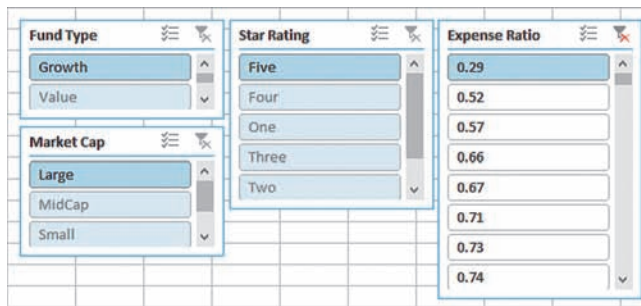 Fund Type
Growth
Value
Market Cap
Large
MidCap
Small
Star Rating
Five
Four
One
Three
Two
Expense Ratio
0.29
0.52
0.57
0.66
0.67
0.71
0.73
0.74